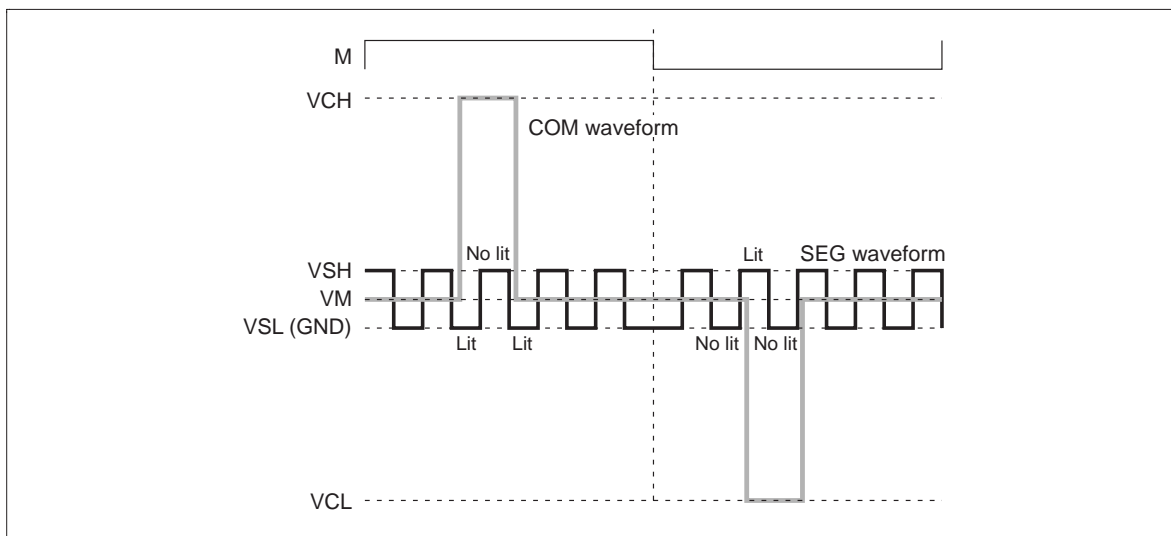 M
VCH
COM waveform
No lit
Lit
SEG waveform
VSH
VM
VSL (GND)
Lit
Lit
No lit
No lit
VCL